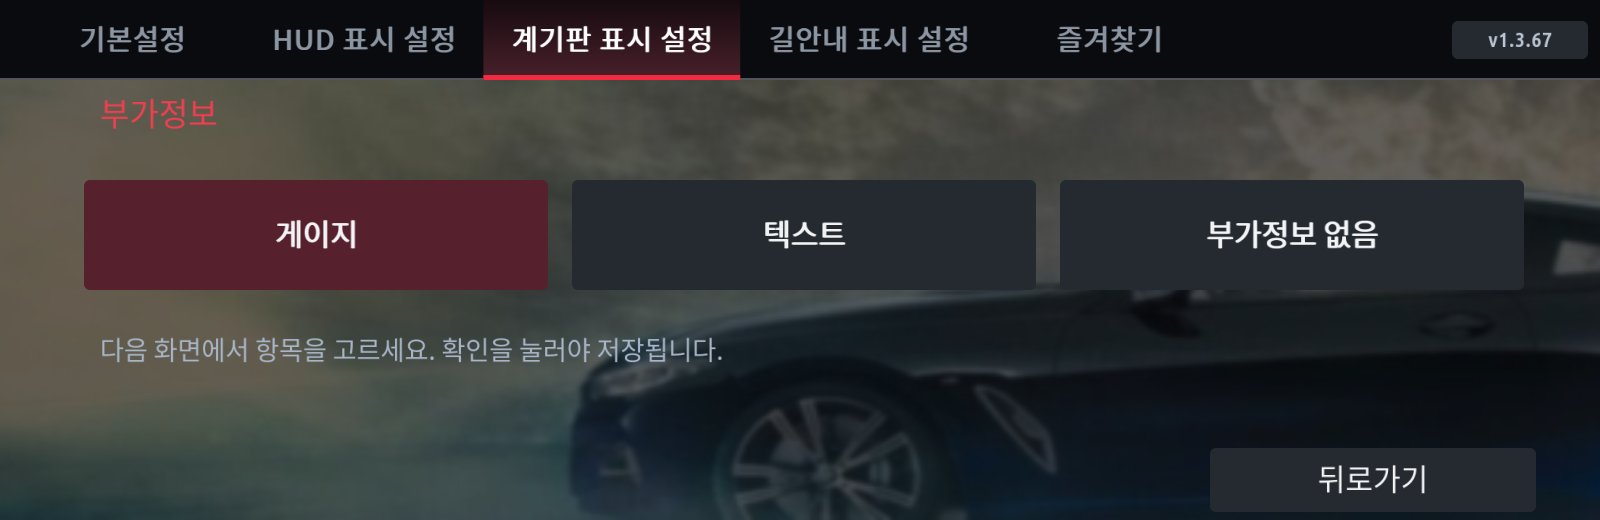 기본설정 HUD 표시 설정 계기판 표시 설정 길안내 표시 설정 즐겨찾기 v1.3.67
부가정보
게이지 텍스트 부가정보 없음
다음 화면에서 항목을 고르세요. 확인을 눌러야 저장됩니다.
뒤로가기